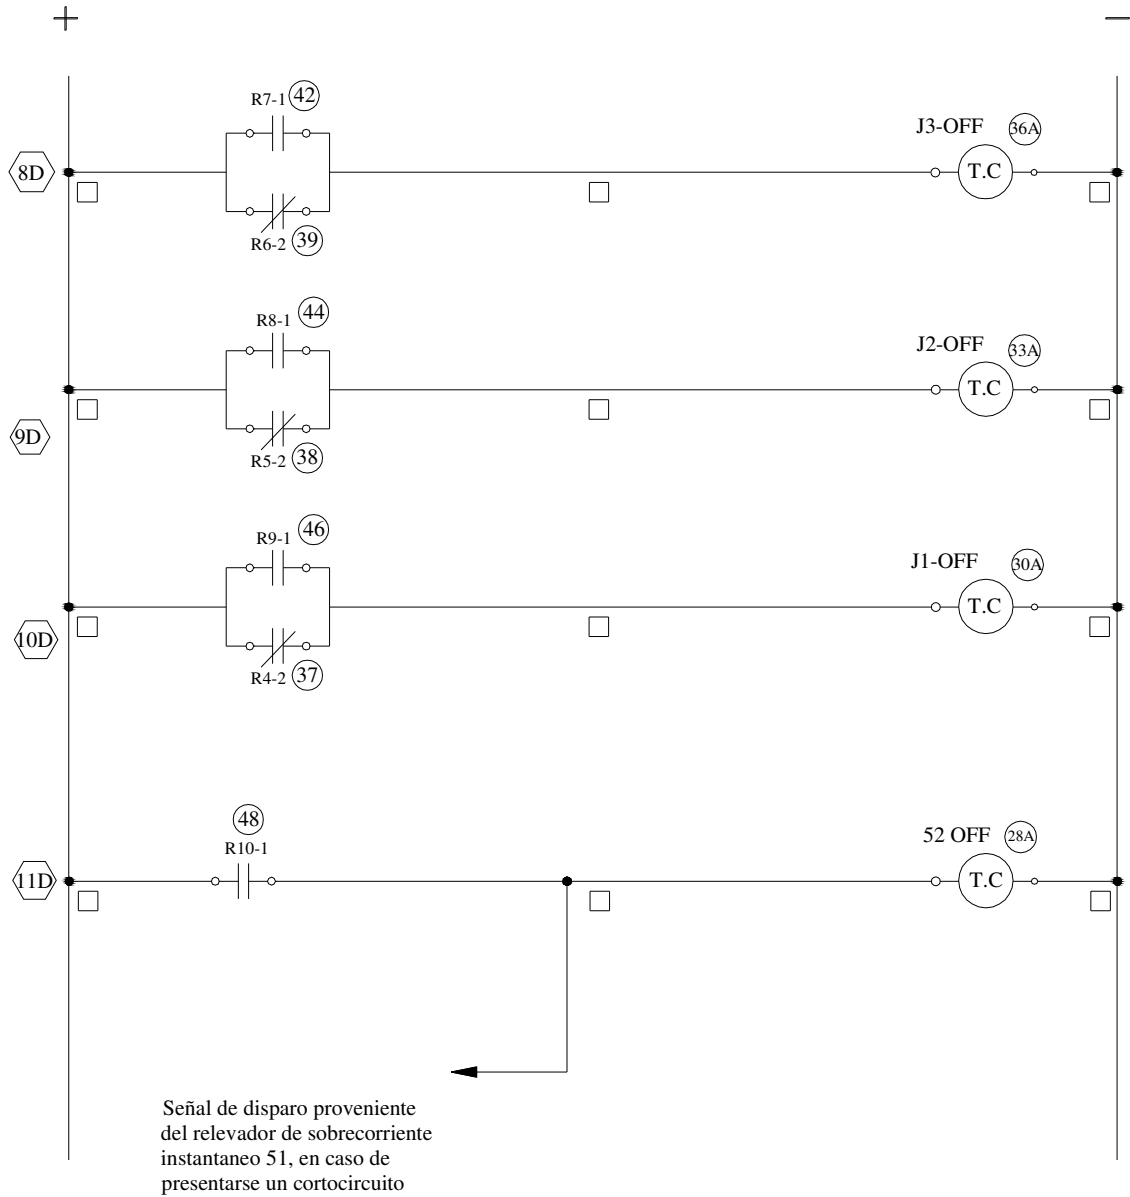 + −
R7-1 42
J3-OFF 36A
8D T.C
R6-2 39
R8-1 44
J2-OFF 33A
T.C
9D
R5-2 38
R9-1 46
J1-OFF 30A
T.C
10D
R4-2 37
48
R10-1
52 OFF 28A
11D T.C
Señal de disparo proveniente
del relevador de sobrecorriente
instantaneo 51, en caso de
presentarse un cortocircuito